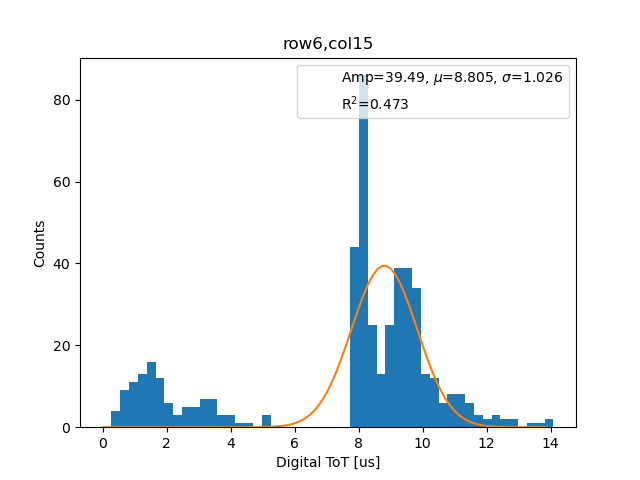 row6,col15
Amp=39.49, μ=8.805, σ=1.026
R²=0.473
80
60
40
20
0
Counts
0 2 4 6 8 10 12 14
Digital ToT [us]